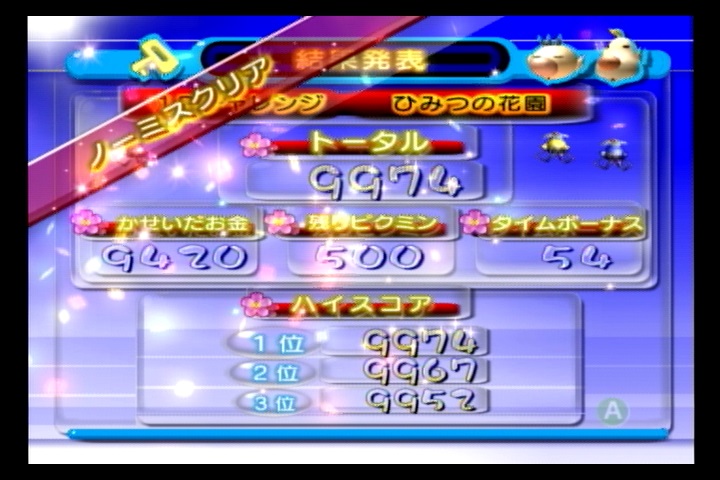 結果発表
ノーミスクリア
チャレンジ ひみつの花園
トータル
9974
かせいだお金 残りピクミン タイムボーナス
9420 500 54
ハイスコア
1位 9974
2位 9967
3位 9952
A